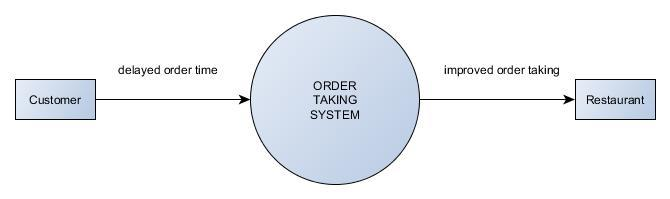 delayed order time
improved order taking
Customer
ORDER
TAKING
SYSTEM
Restaurant